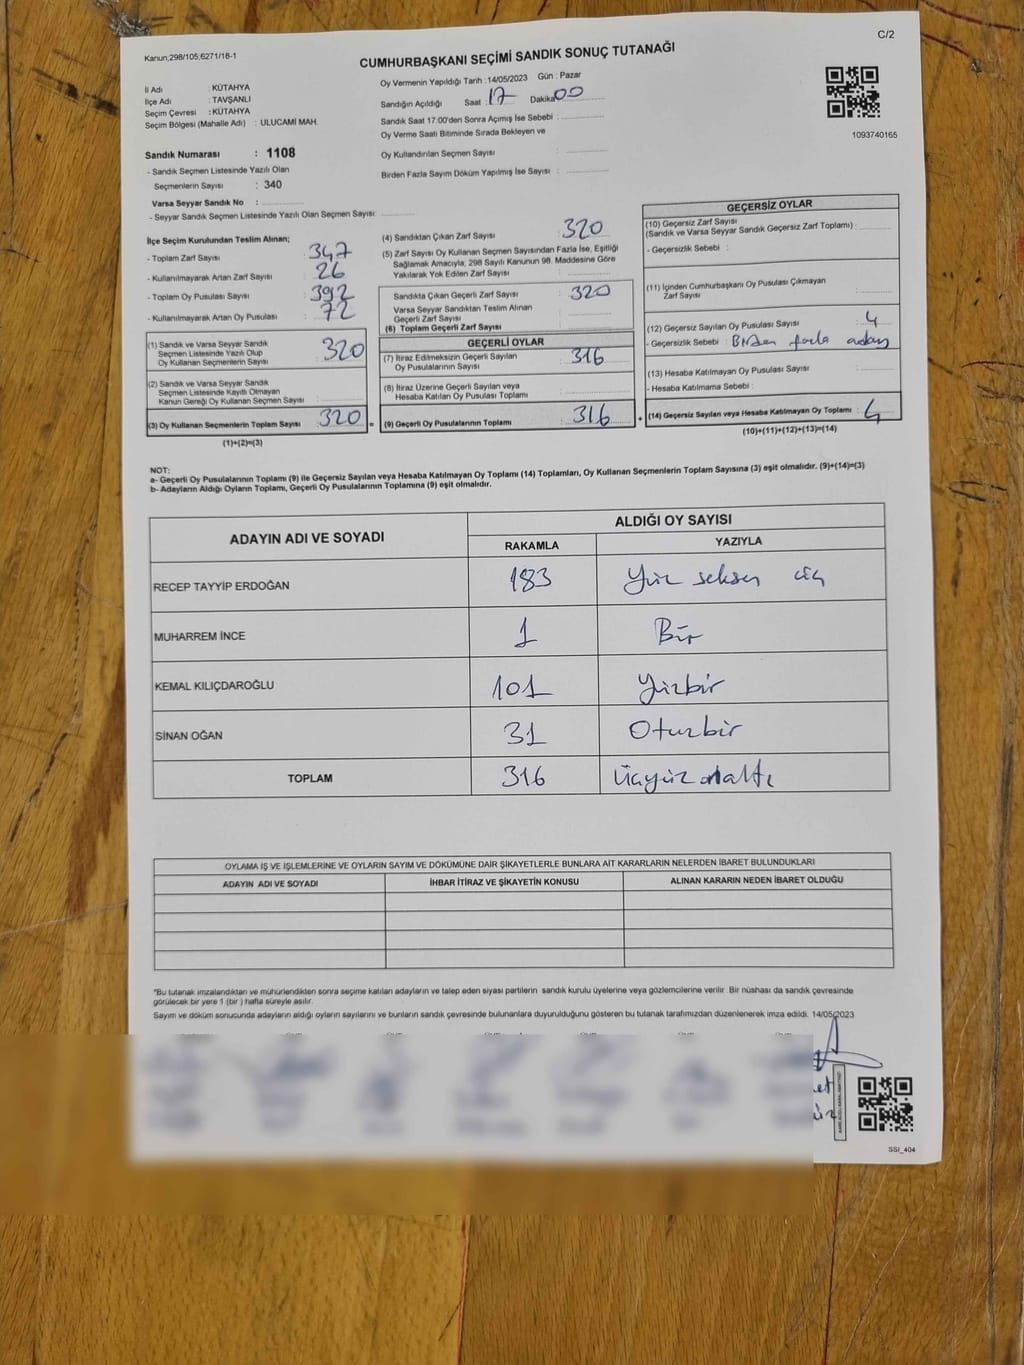 C/2
Kanun;298/105;6271/18-1
CUMHURBAŞKANI SEÇİMİ SANDIK SONUÇ TUTANAĞI
1093740165
İl Adı : KÜTAHYA
İlçe Adı : TAVŞANLI
Seçim Çevresi : KÜTAHYA
Seçim Bölgesi (Mahalle Adı) : ULUCAMİ MAH.
Sandık Numarası : 1108
- Sandık Seçmen Listesinde Yazılı Olan
Seçmenlerin Sayısı : 340
Varsa Seyyar Sandık No :
- Seyyar Sandık Listesinde Yazılı Olan Seçmen Sayısı:
Oy Vermenin Yapıldığı Tarih :14/05/2023 Gün : Pazar
Sandığın Açıldığı Saat : 17 Dakika 00
Sandık Saat 17:00'den Sonra Açımış İse Sebebi :
Oy Verme Saati Bitiminde Sırada Bekleyen ve
Oy Kullandırılan Seçmen Sayısı :
Birden Fazla Sayım Döküm Yapılmış İse Sayısı :
İlçe Seçim Kurulundan Teslim Alınan;
- Toplam Zarf Sayısı : 347
- Kullanılmayarak Artan Zarf Sayısı : 26
- Toplam Oy Pusulası Sayısı : 392
- Kullanılmayarak Artan Oy Pusulası : 72
(1) Sandık ve Varsa Seyyar Sandık
Seçmen Listesinde Yazılı Olup
Oy Kullanan Seçmenlerin Sayısı : 320
(2) Sandık ve Varsa Seyyar Sandık
Seçmen Listesinde Kayıtlı Olmayan
Kanun Gereği Oy Kullanan Seçmen Sayısı :
(3) Oy Kullanan Seçmenlerin Toplam Sayısı : 320 =
(1)+(2)=(3)
(4) Sandıktan Çıkan Zarf Sayısı : 320
(5) Zarf Sayısı Oy Kullanan Seçmen Sayısından Fazla İse, Eşitliği
Sağlamak Amacıyla, 298 Sayılı Kanunun 98. Maddesine Göre
Yakılarak Yok Edilen Zarf Sayısı :
Sandıkta Çıkan Geçerli Zarf Sayısı : 320
Varsa Seyyar Sandıktan Teslim Alınan
Geçerli Zarf Sayısı :
(6) Toplam Geçerli Zarf Sayısı :
GEÇERLİ OYLAR
(7) İtiraz Edilmeksizin Geçerli Sayılan
Oy Pusulalarının Sayısı : 316
(8) İtiraz Üzerine Geçerli Sayılan veya
Hesaba Katılan Oy Pusulası Toplamı :
(9) Geçerli Oy Pusulalarının Toplamı : 316 +
GEÇERSİZ OYLAR
(10) Geçersiz Zarf Sayısı
(Sandık ve Varsa Seyyar Sandık Geçersiz Zarf Toplamı) :
- Geçersizlik Sebebi :
(11) İçinden Cumhurbaşkanı Oy Pusulası Çıkmayan
Zarf Sayısı :
(12) Geçersiz Sayılan Oy Pusulası Sayısı : 4
- Geçersizlik Sebebi : Birden fazla aday
(13) Hesaba Katılmayan Oy Pusulası Sayısı :
- Hesaba Katılmama Sebebi :
(14) Geçersiz Sayılan veya Hesaba Katılmayan Oy Toplamı : 4
(10)+(11)+(12)+(13)=(14)
NOT:
a- Geçerli Oy Pusulalarının Toplamı (9) ile Geçersiz Sayılan veya Hesaba Katılmayan Oy Toplamı (14) Toplamları, Oy Kullanan Seçmenlerin Toplam Sayısına (3) eşit olmalıdır. (9)+(14)=(3)
b- Adayların Aldığı Oyların Toplamı, Geçerli Oy Pusulalarının Toplamına (9) eşit olmalıdır.
ADAYIN ADI VE SOYADI ALDIĞI OY SAYISI
RAKAMLA YAZIYLA
RECEP TAYYİP ERDOĞAN 183 Yüz seksen üç
MUHARREM İNCE 1 Bir
KEMAL KILIÇDAROĞLU 101 Yüzbir
SİNAN OĞAN 31 Otuzbir
TOPLAM 316 Üçyüz onaltı
OYLAMA İŞ VE İŞLEMLERİNE VE OYLARIN SAYIM VE DÖKÜMÜNE DAİR ŞİKAYETLERLE BUNLARA AİT KARARLARIN NELERDEN İBARET BULUNDUKLARI
ADAYIN ADI VE SOYADI İHBAR İTİRAZ VE ŞİKAYETİN KONUSU ALINAN KARARIN NEDEN İBARET OLDUĞU
*Bu tutanak imzalandıktan ve mühürlendikten sonra seçime katılan adayların ve talep eden siyasi partilerin sandık kurulu üyelerine veya gözlemcilerine verilir. Bir nüshası da sandık çevresinde
görülecek bir yere 1 (bir ) hafta süreyle asılır.
Sayım ve döküm sonucunda adayların aldığı oyların sayılarını ve bunların sandık çevresinde bulunanlara duyurulduğunu gösteren bu tutanak tarafımızdan düzenlenerek imza edildi. 14/05/2023
SSI_404